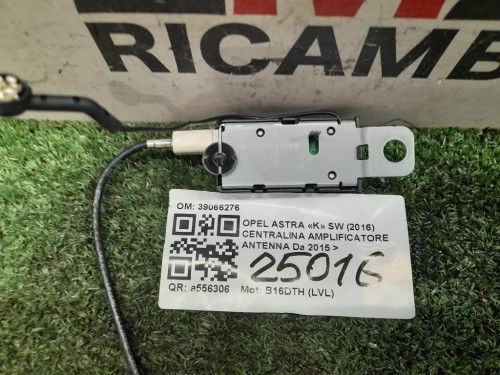 RICAMB
OM: 39066276
OPEL ASTRA «K» SW (2016)
CENTRALINA AMPLIFICATORE
ANTENNA Da 2015 >
25016
QR: a556306 Mot: B16DTH (LVL)